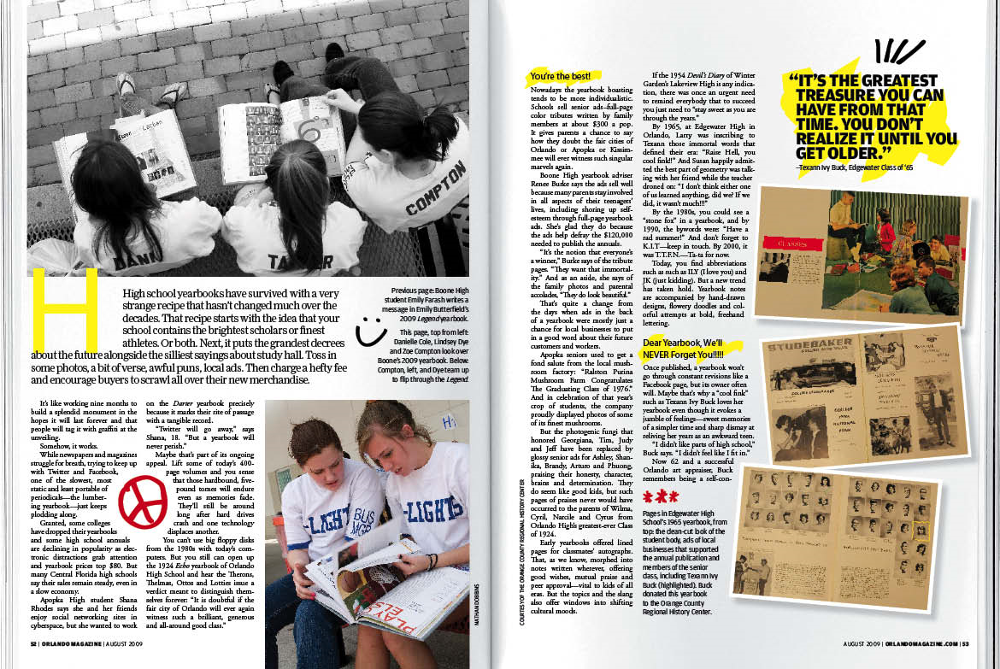 COMPTON
TAYLER
H
High school yearbooks have survived with a very
strange recipe that hasn't changed much over the
decades. That recipe starts with the idea that your
school contains the brightest scholars or finest
athletes. Or both. Next, it puts the grandest decrees
about the future alongside the silliest sayings about study hall. Toss in
some photos, a bit of verse, awful puns, local ads. Then charge a hefty fee
and encourage buyers to scrawl all over their new merchandise.
Previous page: Boone High
student Emily Farash writes a
message in Emily Butterfield's
2009 Legend yearbook.
This page, top from left:
Danielle Cole, Lindsey Dye
and Zoe Compton look over
Boone's 2009 yearbook. Below:
Compton, left, and Dye team up
to flip through the Legend.
It's like working nine months to
build a splendid monument in the
hopes it will last forever and that
people will tag it with graffiti at the
unveiling.
Somehow, it works.
While newspapers and magazines
struggle for breath, trying to keep up
with Twitter and Facebook,
one of the slowest, most
static and least portable of
periodicals—the lumber-
ing yearbook—just keeps
plodding along.
Granted, some colleges
have dropped their yearbooks
and some high school annuals
are declining in popularity as elec-
tronic distractions grab attention
and yearbook prices top $80. But
many Central Florida high schools
say their sales remain steady, even in
a slow economy.
Apopka High student Shana
Rhodes says she and her friends
enjoy social networking sites in
cyberspace, but she wanted to work
on the Darter yearbook precisely
because it marks their rite of passage
with a tangible record.
"Twitter will go away," says
Shana, 18. "But a yearbook will
never perish."
Maybe that's part of its ongoing
appeal. Lift some of today's 400-
page volumes and you sense
that those hardbound, five-
pound tomes will endure
even as memories fade.
They'll still be around
long after hard drives
crash and one technology
displaces another.
You can't use big floppy disks
from the 1980s with today's com-
puters. But you still can open up
the 1924 Echo yearbook of Orlando
High School and hear the Therons,
Thelmas, Ottos and Lotties issue a
verdict meant to distinguish them-
selves forever: "It is doubtful if the
fair city of Orlando will ever again
witness such a brilliant, generous
and all-around good class."
Hi
-LIGHTS
BUS
MGR
-LIGHTS
PLAY
NATHAN DOBBINS
52 | ORLANDO MAGAZINE | AUGUST 2009
You're the best!
Nowadays the yearbook boasting
tends to be more individualistic.
Schools sell senior ads–full-page
color tributes written by family
members at about $300 a pop.
It gives parents a chance to say
how they doubt the fair cities of
Orlando or Apopka or Kissim-
mee will ever witness such singular
marvels again.
Boone High yearbook adviser
Renee Burke says the ads sell well
because many parents stay involved
in all aspects of their teenagers'
lives, including shoring up self-
esteem through full-page yearbook
ads. She's glad they do because
the ads help defray the $120,000
needed to publish the annuals.
"It's the notion that everyone's
a winner," Burke says of the tribute
pages. "They want that immortal-
ity." And as an aside, she says of
the family photos and parental
accolades, "They do look beautiful."
That's quite a change from
the days when ads in the back
of a yearbook were mostly just a
chance for local businesses to put
in a good word about their future
customers and workers.
Apopka seniors used to get a
fond salute from the local mush-
room factory: "Ralston Purina
Mushroom Farm Congratulates
The Graduating Class of 1976."
And in celebration of that year's
crop of students, the company
proudly displayed photos of some
of its finest mushrooms.
But the photogenic fungi that
honored Georgiana, Tim, Judy
and Jeff have been replaced by
glossy senior ads for Ashley, Shan-
ika, Brandy, Arturo and Phuong,
praising their honesty, character,
brains and determination. They
do seem like good kids, but such
pages of praises never would have
occurred to the parents of Wilma,
Cyril, Narcile and Cyrus from
Orlando High's greatest-ever Class
of 1924.
Early yearbooks offered lined
pages for classmates' autographs.
That, as we know, morphed into
notes written wherever, offering
good wishes, mutual praise and
peer approval—vital to kids of all
eras. But the topics and the slang
also offer windows into shifting
cultural moods.
COURTESY OF THE ORANGE COUNTY REGIONAL HISTORY CENTER
If the 1954 Devil's Diary of Winter
Garden's Lakeview High is any indica-
tion, there was once an urgent need
to remind everybody that to succeed
you just need to "stay sweet as you are
through the years."
By 1965, at Edgewater High in
Orlando, Larry was inscribing to
Texann those immortal words that
defined their era: "Raise Hell, you
cool fink!!" And Susan happily admit-
ted the best part of geometry was talk-
ing with her friend while the teacher
droned on: "I don't think either one
of us learned anything, did we? If we
did, it wasn't much!!!"
By the 1980s, you could see a
"stone fox" in a yearbook, and by
1990, the bywords were: "Have a
rad summer!" And don't forget to
K.I.T—keep in touch. By 2000, it
was T.T.F.N.—Ta-ta for now.
Today, you find abbreviations
such as such as ILY (I love you) and
JK (just kidding). But a new trend
has taken hold. Yearbook notes
are accompanied by hand-drawn
designs, flowery doodles and col-
orful attempts at bold, freehand
lettering.
Dear Yearbook, We'll
NEVER Forget You!!!!!
Once published, a yearbook won't
go through constant revisions like a
Facebook page, but its owner often
will. Maybe that's why a "cool fink"
such as Texann Ivy Buck loves her
yearbook even though it evokes a
jumble of feelings—sweet memories
of a simpler time and sharp dismay at
reliving her years as an awkward teen.
"I didn't like parts of high school,"
Buck says. "I didn't feel like I fit in."
Now 62 and a successful
Orlando art appraiser, Buck
remembers being a self-con-
Pages in Edgewater High
School's 1965 yearbook, from
top: the clean-cut look of the
student body, ads of local
businesses that supported
the annual publication and
members of the senior
class, including Texann Ivy
Buck (highlighted). Buck
donated this yearbook
to the Orange County
Regional History Center.
"IT'S THE GREATEST
TREASURE YOU CAN
HAVE FROM THAT
TIME. YOU DON'T
REALIZE IT UNTIL YOU
GET OLDER."
–Texann Ivy Buck, Edgewater Class of '65
CLASSES
STUDEBAKER
COLLEGE PARK
NATIONAL
BANK
AUGUST 2009 | ORLANDOMAGAZINE.COM | 53